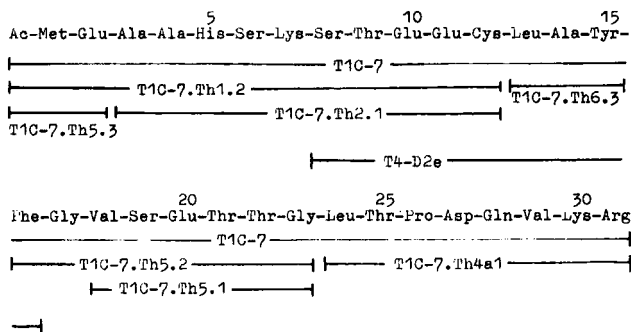 5 10 15
Ac-Met-Glu-Ala-Ala-His-Ser-Lys-Ser-Thr-Glu-Glu-Cys-Leu-Ala-Tyr-
T1C-7
T1C-7.Th1.2 T1C-7.Th6.3
T1C-7.Th5.3 T1C-7.Th2.1
T4-D2e
20 25 30
Phe-Gly-Val-Ser-Glu-Thr-Thr-Gly-Leu-Thr-Pro-Asp-Gln-Val-Lys-Arg
T1C-7
T1C-7.Th5.2 T1C-7.Th4a1
T1C-7.Th5.1